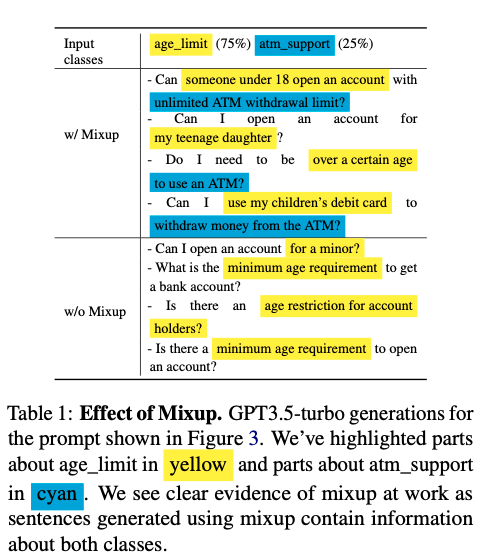 Input classes
age_limit (75%) atm_support (25%)
w/ Mixup
- Can someone under 18 open an account with
unlimited ATM withdrawal limit?
- Can I open an account for
my teenage daughter ?
- Do I need to be over a certain age
to use an ATM?
- Can I use my children's debit card to
withdraw money from the ATM?
w/o Mixup
- Can I open an account for a minor?
- What is the minimum age requirement to get
a bank account?
- Is there an age restriction for account
holders?
- Is there a minimum age requirement to open
an account?
Table 1: Effect of Mixup. GPT3.5-turbo generations for
the prompt shown in Figure 3. We've highlighted parts
about age_limit in yellow and parts about atm_support
in cyan . We see clear evidence of mixup at work as
sentences generated using mixup contain information
about both classes.